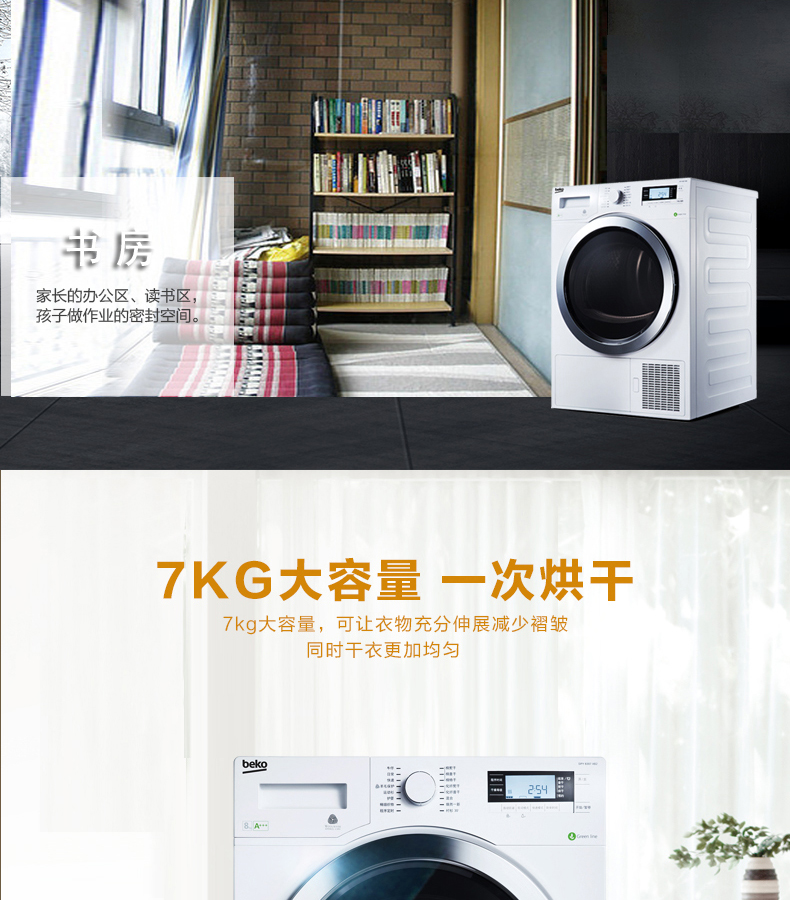 书房
家长的办公区、读书区，
孩子做作业的密封空间。
beko
7KG大容量 一次烘干
7kg大容量，可让衣物充分伸展减少褶皱
同时干衣更加均匀
beko
2:54
8 A+++
Green line